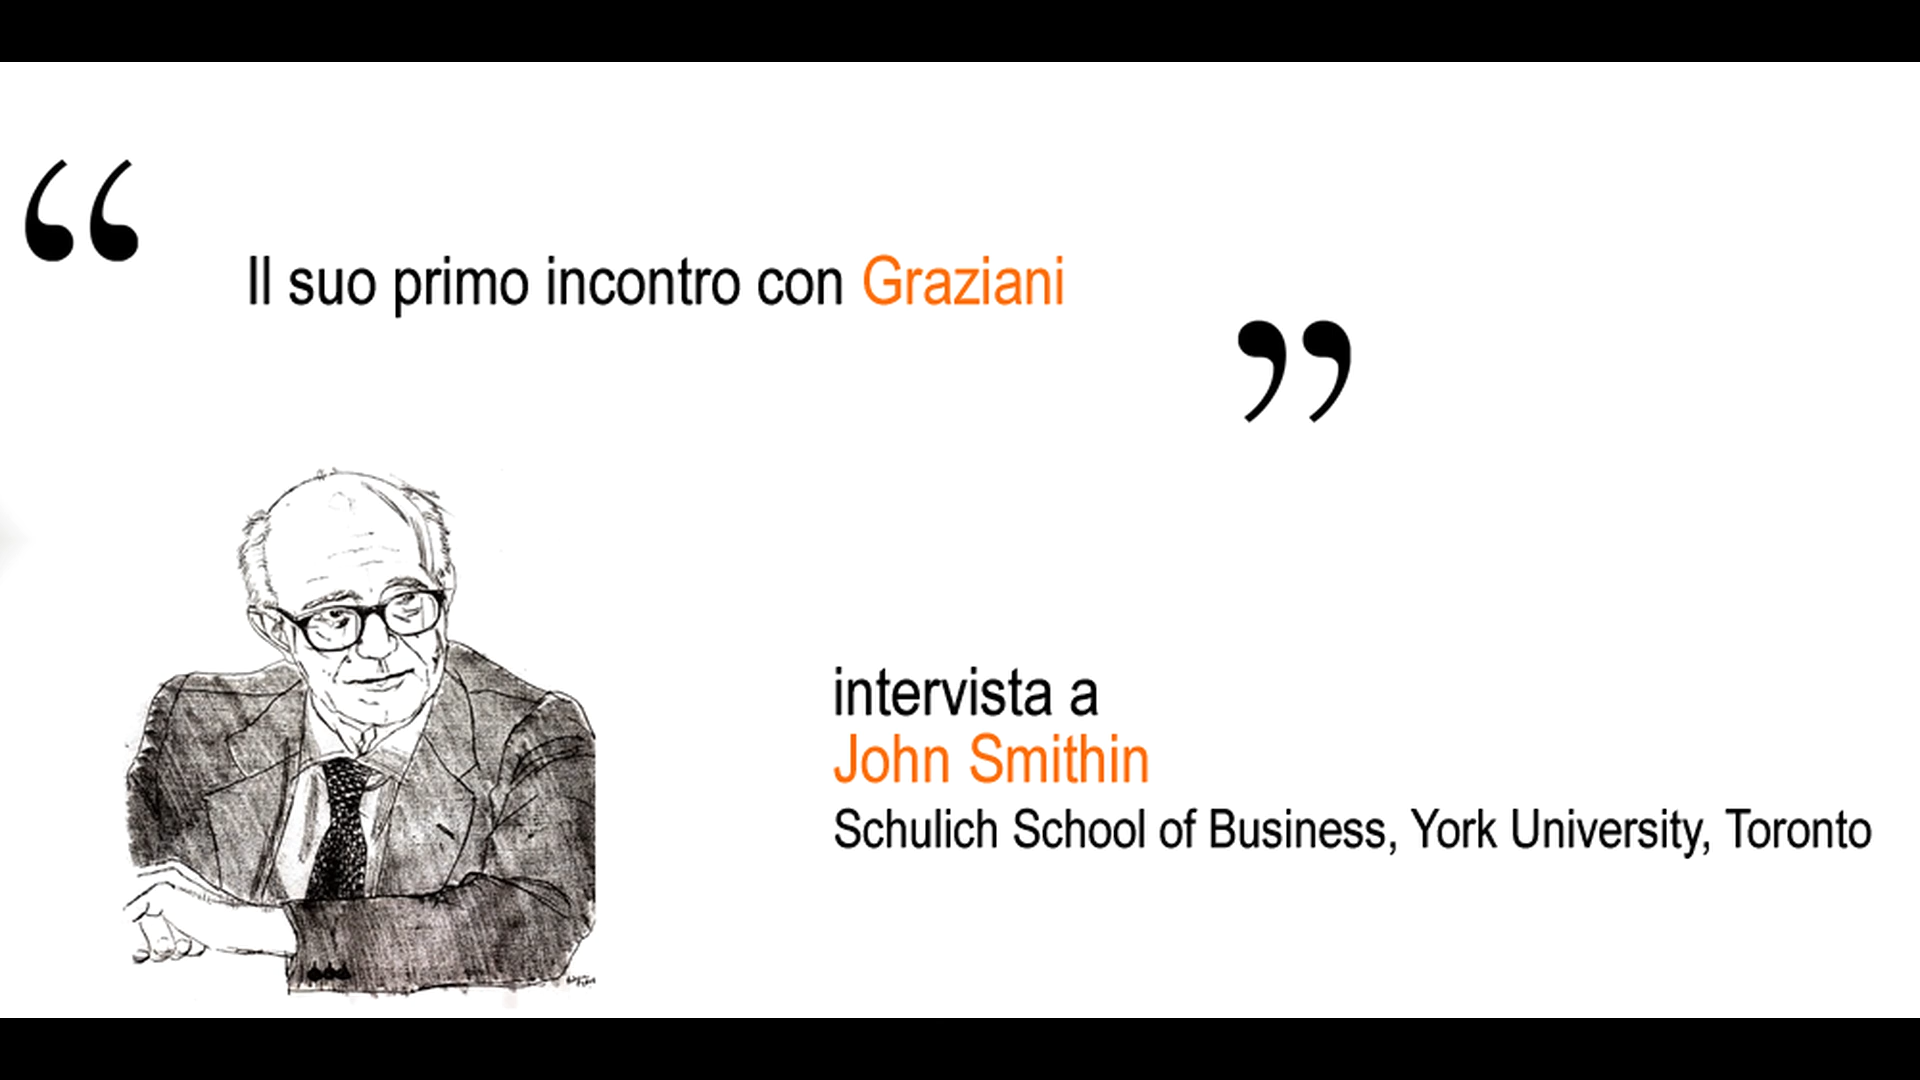 “ Il suo primo incontro con Graziani ”
intervista a
John Smithin
Schulich School of Business, York University, Toronto